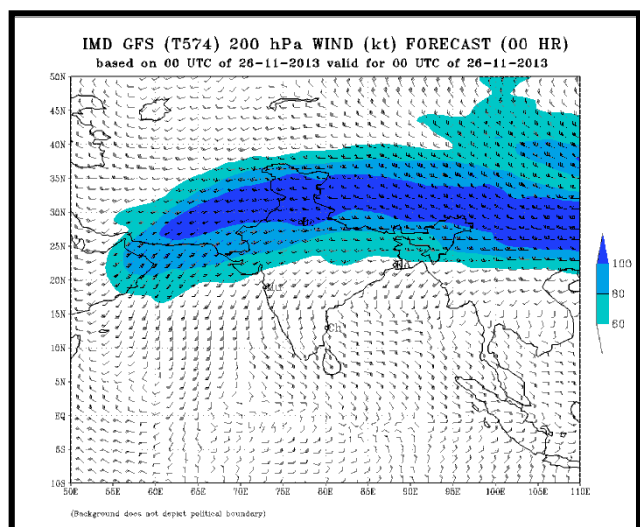 IMD GFS (T574) 200 hPa WIND (kt) FORECAST (00 HR)
based on 00 UTC of 26-11-2013 valid for 00 UTC of 26-11-2013
50N
45N
40N
35N
30N
25N
20N
15N
10N
5N
EQ
5S
10S
50E 55E 60E 65E 70E 75E 80E 85E 90E 95E 100E 105E 110E
Mu
Ch
100
80
60
(Background does not depict political boundary)